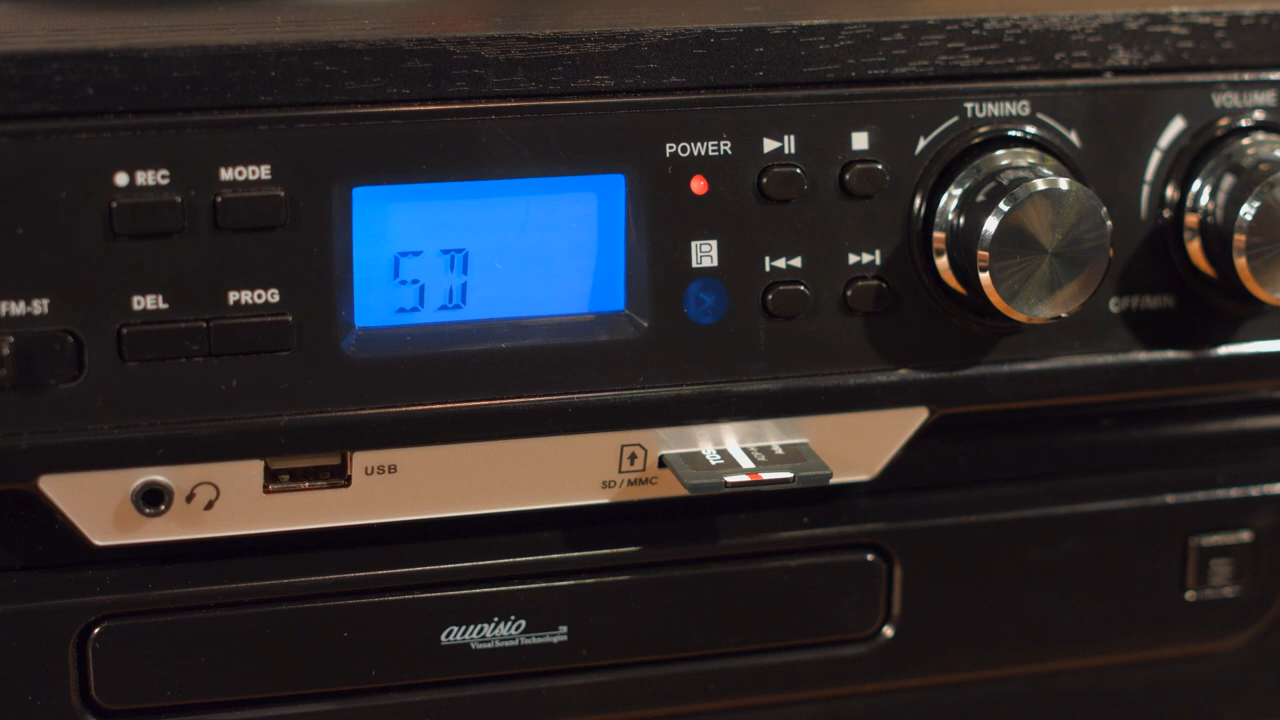 TUNING
VOLUME
POWER
REC
MODE
FM-ST
DEL
PROG
SD
OFF/MIN
USB
SD / MMC
auvisio TM
Visual Sound Technologies